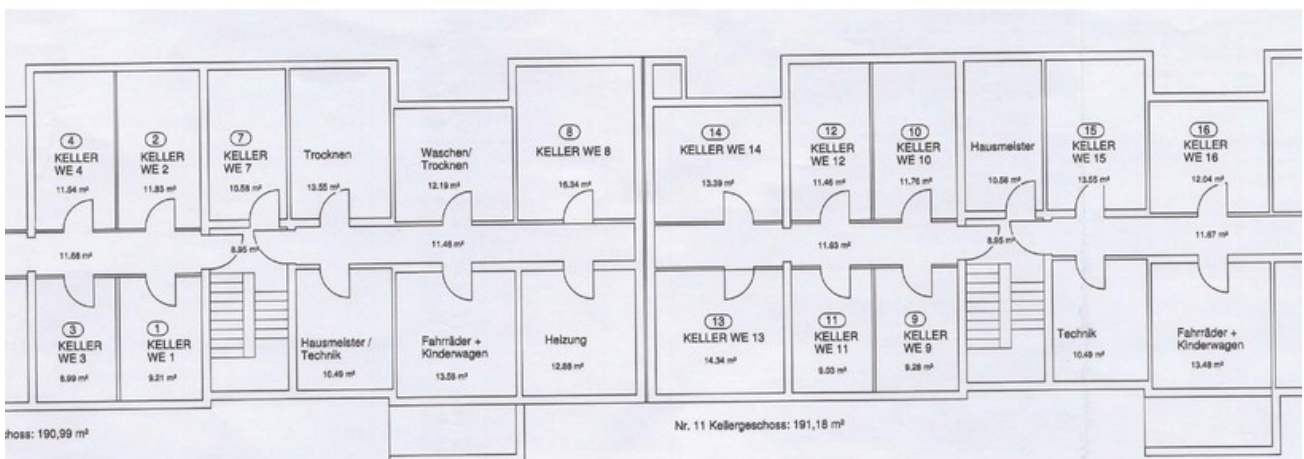 4
KELLER
WE 4
11.84 m²
2
KELLER
WE 2
11.83 m²
7
KELLER
WE 7
10.58 m²
Trocknen
13.55 m²
Waschen/
Trocknen
12.19 m²
8
KELLER WE 8
16.34 m²
14
KELLER WE 14
13.39 m²
12
KELLER
WE 12
11.46 m²
10
KELLER
WE 10
11.76 m²
Hausmeister
10.56 m²
15
KELLER
WE 15
13.55 m²
16
KELLER
WE 16
12.04 m²
11.88 m²
8.95 m²
11.45 m²
11.83 m²
8.95 m²
11.87 m²
3
KELLER
WE 3
8.99 m²
1
KELLER
WE 1
9.21 m²
Hausmeister /
Technik
10.49 m²
Fahrräder +
Kinderwagen
13.58 m²
Heizung
12.88 m²
13
KELLER WE 13
14.34 m²
11
KELLER
WE 11
9.03 m²
9
KELLER
WE 9
9.28 m²
Technik
10.49 m²
Fahrräder +
Kinderwagen
13.48 m²
choss: 190,99 m²
Nr. 11 Kellergeschoss: 191,18 m²